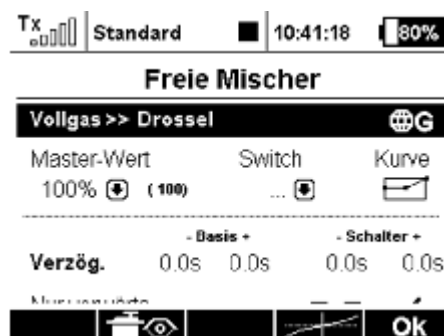 Tx Standard 10:41:18 80%
Freie Mischer
Vollgas >> Drossel G
Master-Wert Switch Kurve
100% (100) ...
- Basis + - Schalter +
Verzög. 0.0s 0.0s 0.0s 0.0s
Ok